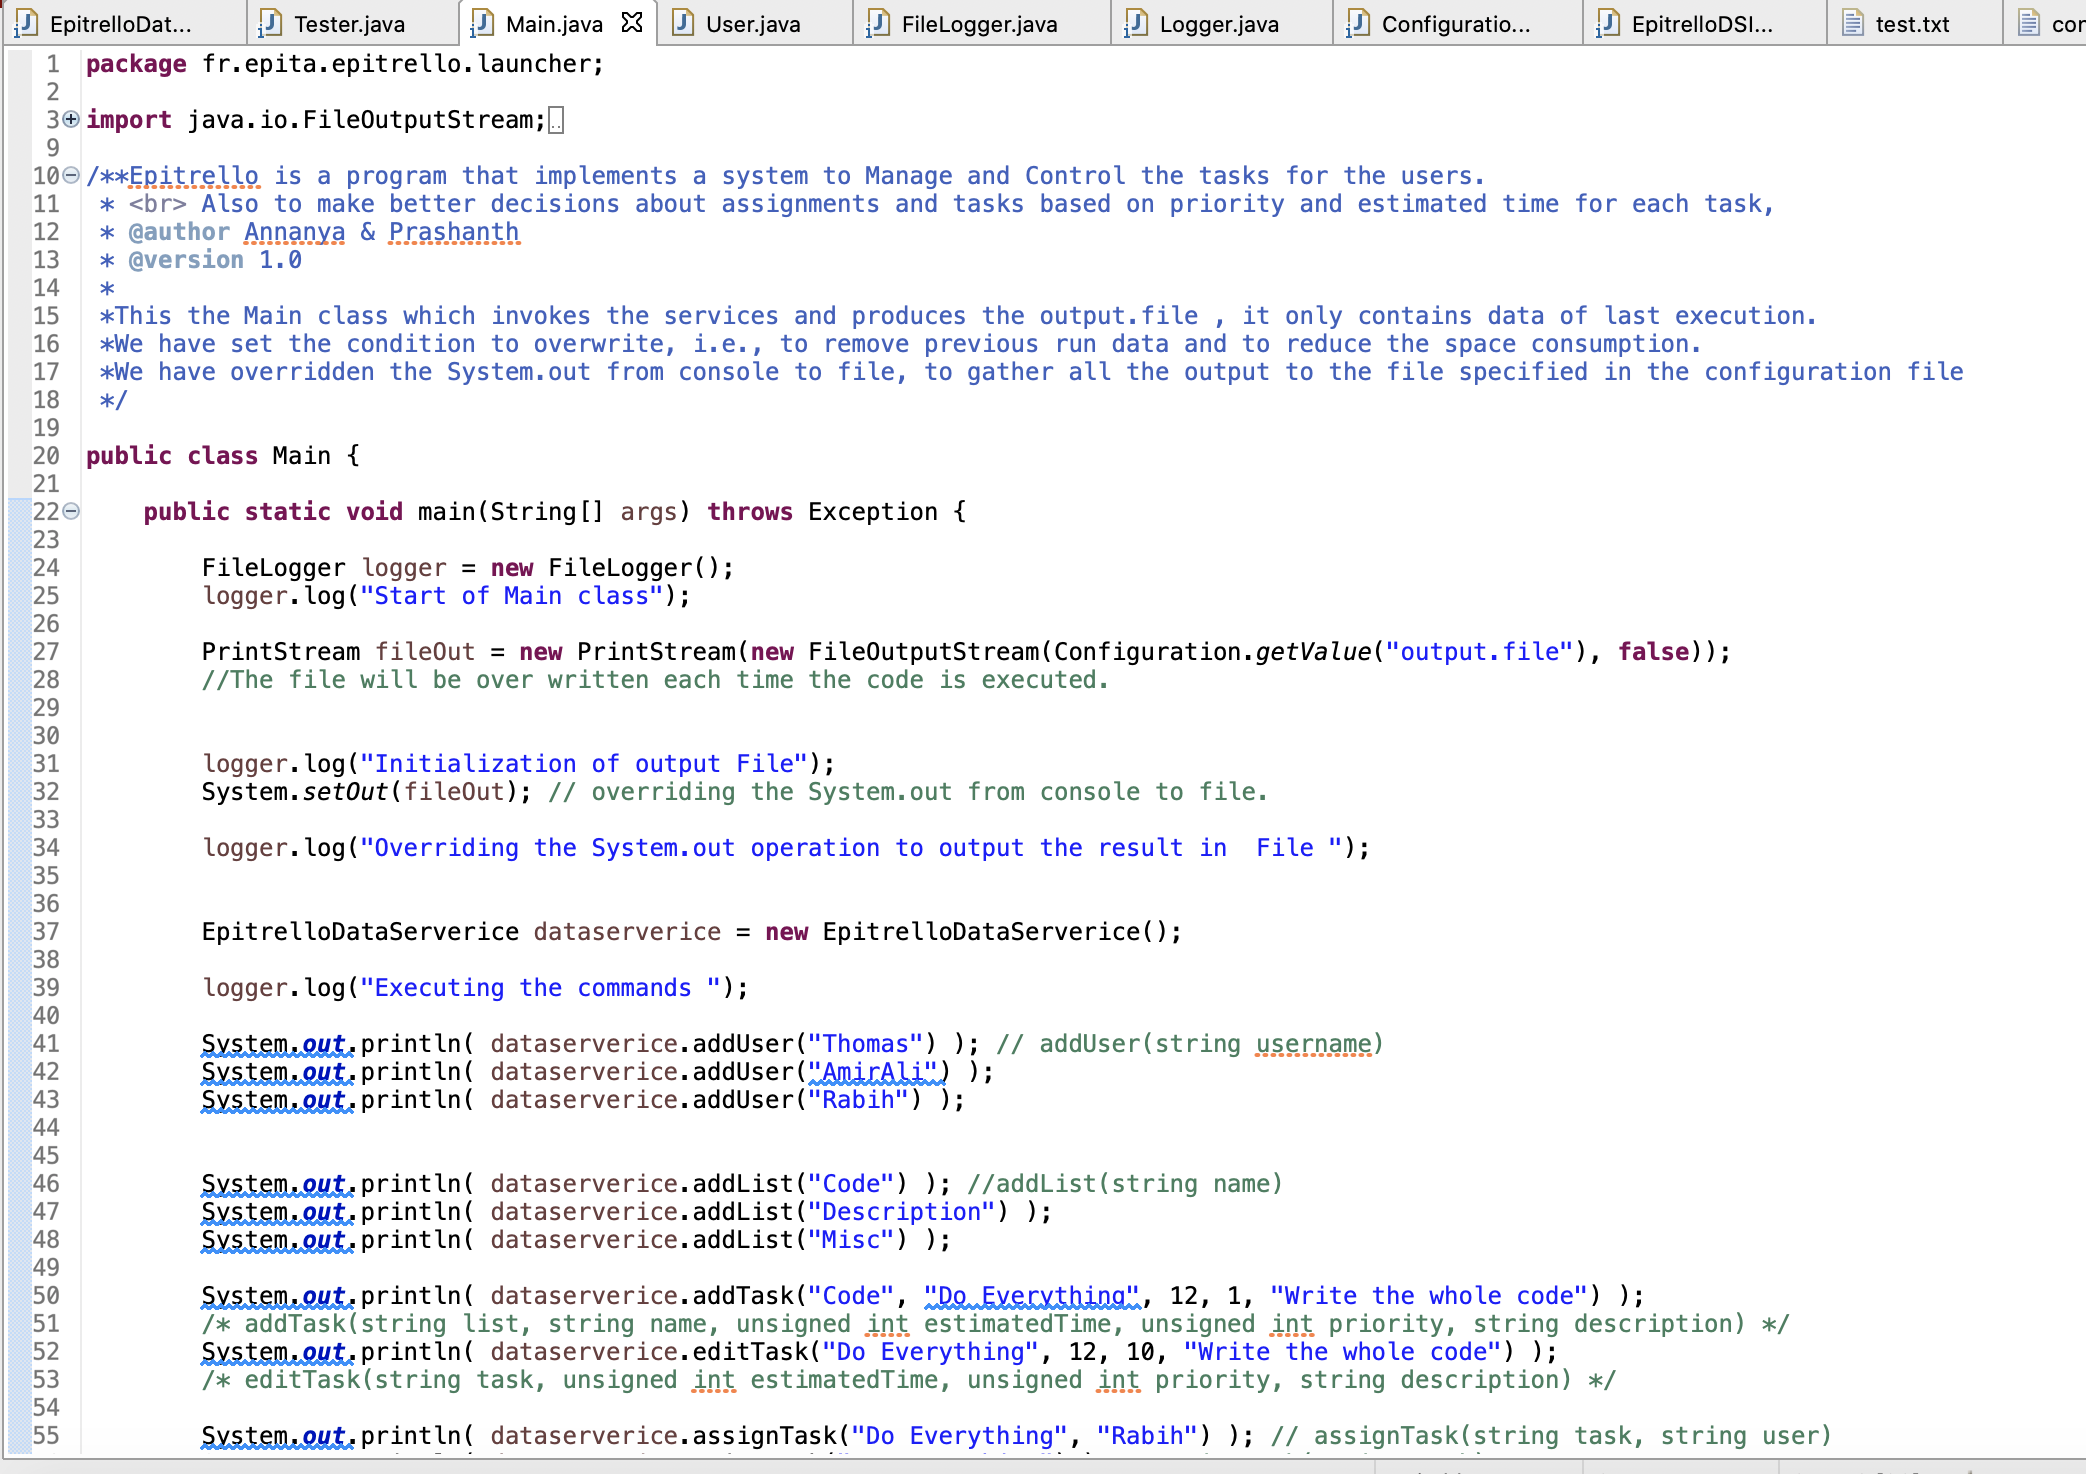 EpitrelloDat... Tester.java Main.java User.java FileLogger.java Logger.java Configuratio... EpitrelloDSI... test.txt
1 package fr.epita.epitrello.launcher;
2
3 import java.io.FileOutputStream;
9
10 /**Epitrello is a program that implements a system to Manage and Control the tasks for the users.
11 * <br> Also to make better decisions about assignments and tasks based on priority and estimated time for each task,
12 * @author Annanya & Prashanth
13 * @version 1.0
14 *
15 *This the Main class which invokes the services and produces the output.file , it only contains data of last execution.
16 *We have set the condition to overwrite, i.e., to remove previous run data and to reduce the space consumption.
17 *We have overridden the System.out from console to file, to gather all the output to the file specified in the configuration file
18 */
19
20 public class Main {
21
22 public static void main(String[] args) throws Exception {
23
24 FileLogger logger = new FileLogger();
25 logger.log("Start of Main class");
26
27 PrintStream fileOut = new PrintStream(new FileOutputStream(Configuration.getValue("output.file"), false));
28 //The file will be over written each time the code is executed.
29
30
31 logger.log("Initialization of output File");
32 System.setOut(fileOut); // overriding the System.out from console to file.
33
34 logger.log("Overriding the System.out operation to output the result in  File ");
35
36
37 EpitrelloDataServerice dataserverice = new EpitrelloDataServerice();
38
39 logger.log("Executing the commands ");
40
41 System.out.println( dataserverice.addUser("Thomas") ); // addUser(string username)
42 System.out.println( dataserverice.addUser("AmirAli") );
43 System.out.println( dataserverice.addUser("Rabih") );
44
45
46 System.out.println( dataserverice.addList("Code") ); //addList(string name)
47 System.out.println( dataserverice.addList("Description") );
48 System.out.println( dataserverice.addList("Misc") );
49
50 System.out.println( dataserverice.addTask("Code", "Do Everything", 12, 1, "Write the whole code") );
51 /* addTask(string list, string name, unsigned int estimatedTime, unsigned int priority, string description) */
52 System.out.println( dataserverice.editTask("Do Everything", 12, 10, "Write the whole code") );
53 /* editTask(string task, unsigned int estimatedTime, unsigned int priority, string description) */
54
55 System.out.println( dataserverice.assignTask("Do Everything", "Rabih") ); // assignTask(string task, string user)